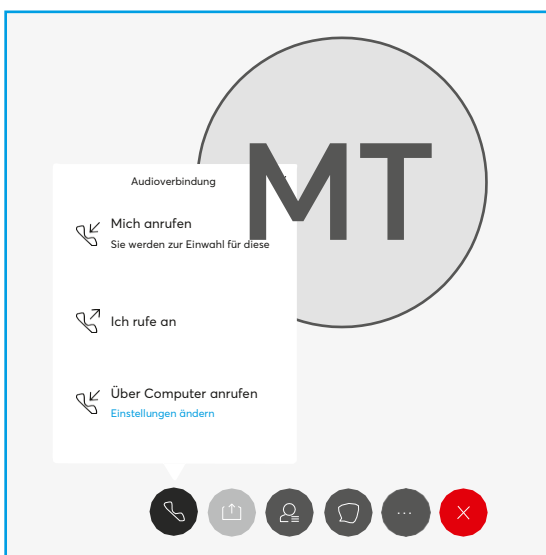 MT
Audioverbindung
Mich anrufen
Sie werden zur Einwahl für diese
Ich rufe an
Über Computer anrufen
Einstellungen ändern